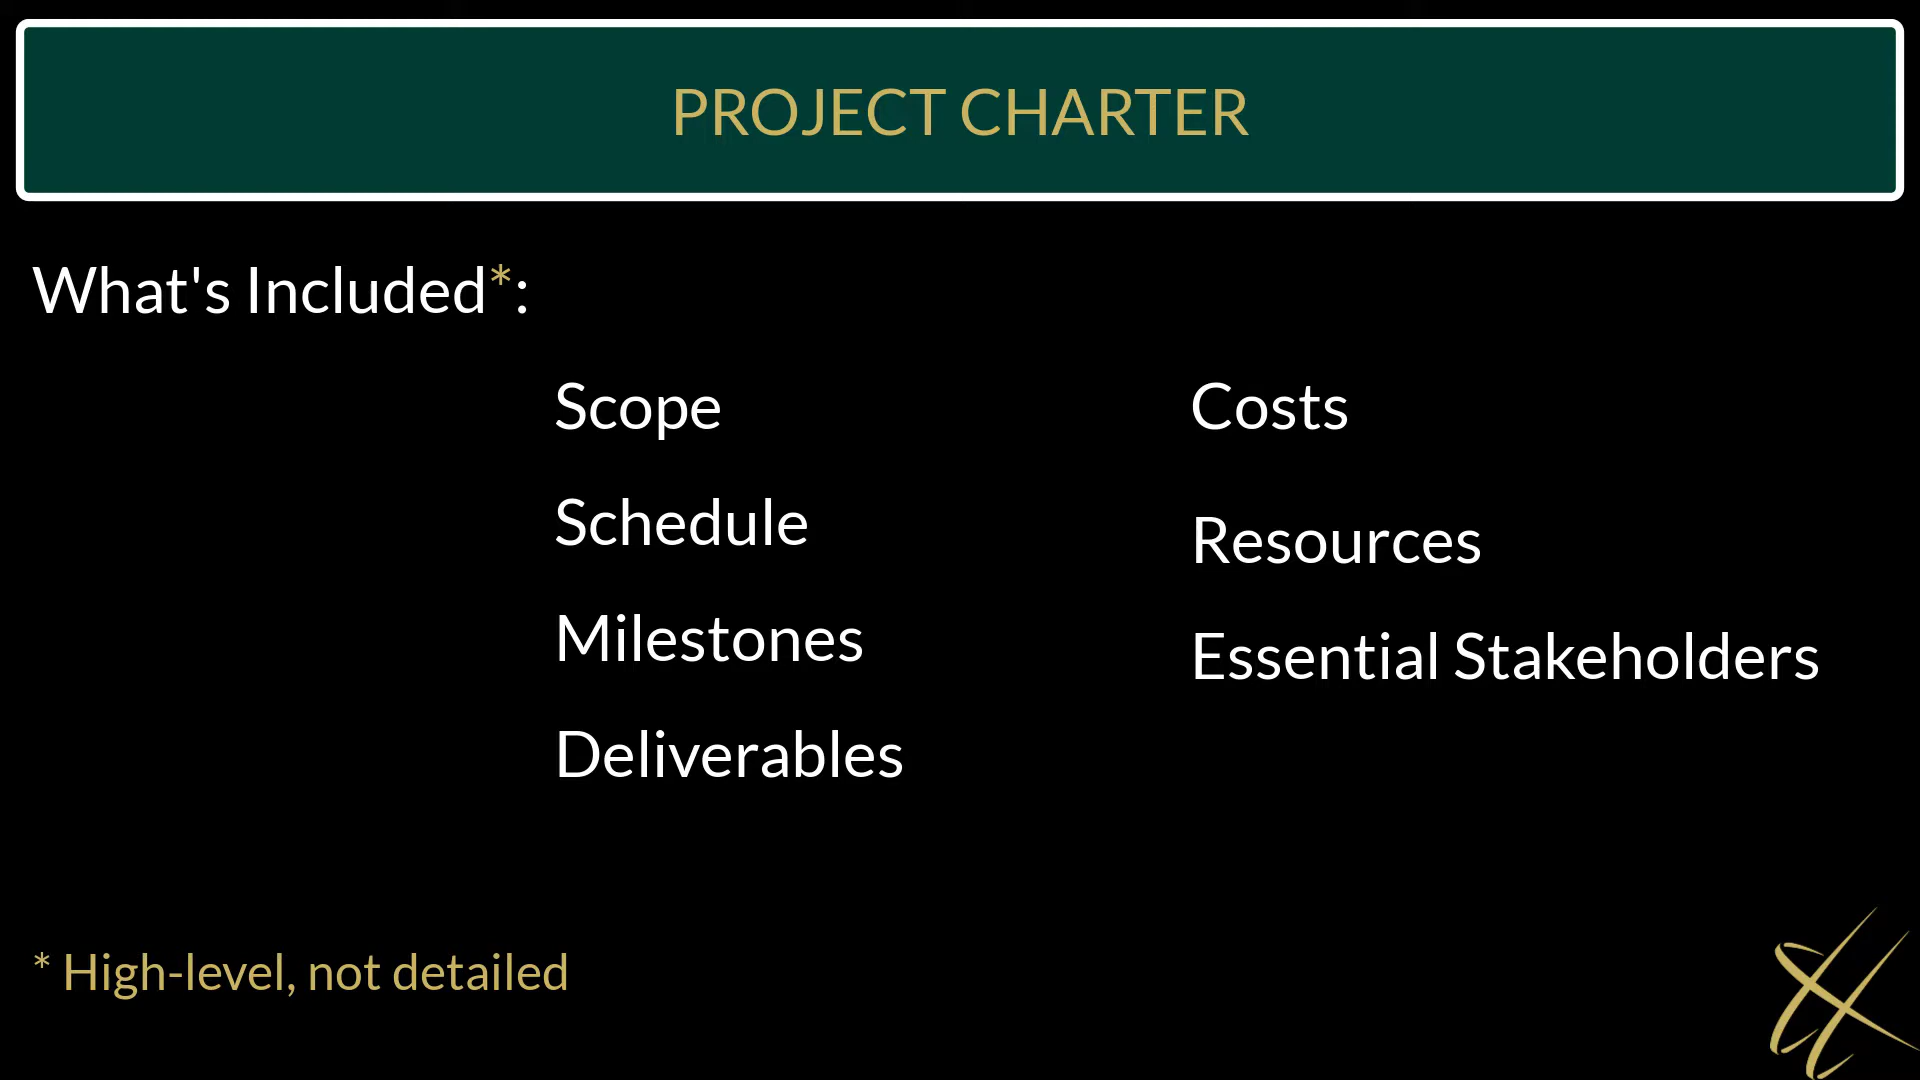 PROJECT CHARTER
What's Included*:
Scope
Schedule
Milestones
Deliverables
Costs
Resources
Essential Stakeholders
* High-level, not detailed